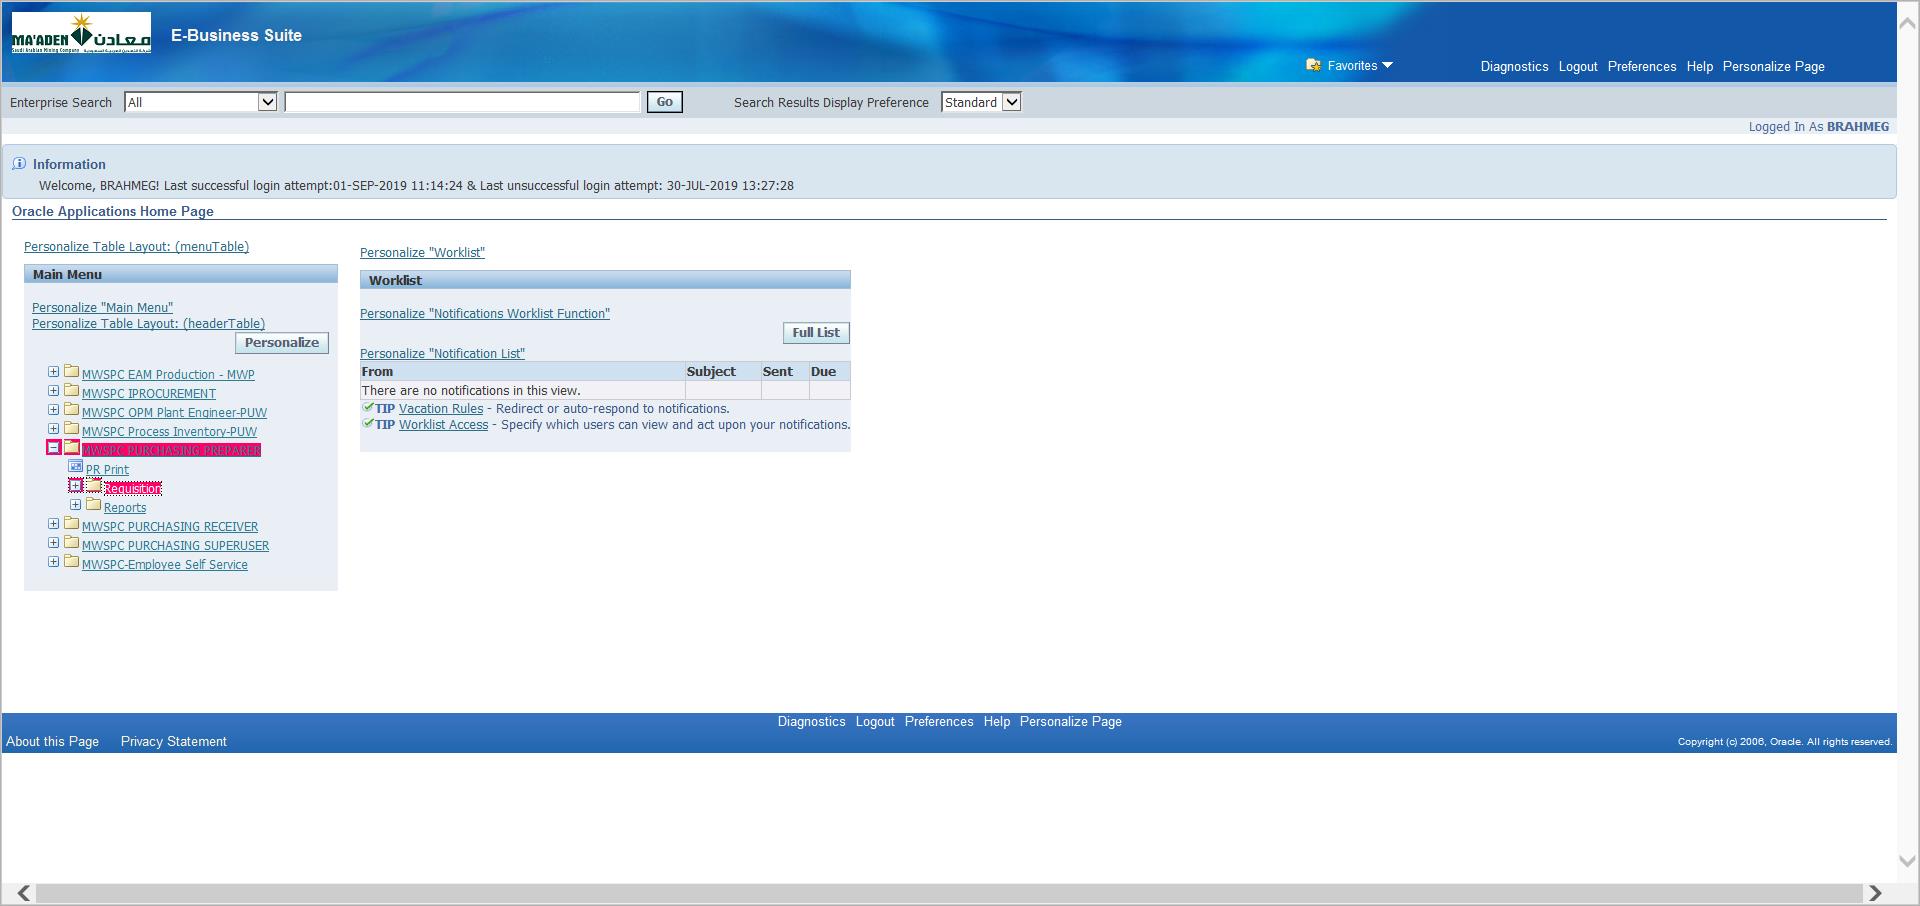 MA'ADEN معادن
Saudi Arabian Mining Company
E-Business Suite
Favorites
Diagnostics Logout Preferences Help Personalize Page
Enterprise Search All Go Search Results Display Preference Standard
Logged In As BRAHMEG
Information
Welcome, BRAHMEG! Last successful login attempt:01-SEP-2019 11:14:24 & Last unsuccessful login attempt: 30-JUL-2019 13:27:28
Oracle Applications Home Page
Personalize Table Layout: (menuTable)
Main Menu
Personalize "Main Menu"
Personalize Table Layout: (headerTable)
Personalize
MWSPC EAM Production - MWP
MWSPC IPROCUREMENT
MWSPC OPM Plant Engineer-PUW
MWSPC Process Inventory-PUW
MWSPC PURCHASING PREPARER
PR Print
Requisition
Reports
MWSPC PURCHASING RECEIVER
MWSPC PURCHASING SUPERUSER
MWSPC-Employee Self Service
Personalize "Worklist"
Worklist
Personalize "Notifications Worklist Function"
Full List
Personalize "Notification List"
From Subject Sent Due
There are no notifications in this view.
TIP Vacation Rules - Redirect or auto-respond to notifications.
TIP Worklist Access - Specify which users can view and act upon your notifications.
Diagnostics Logout Preferences Help Personalize Page
About this Page Privacy Statement
Copyright (c) 2006, Oracle. All rights reserved.